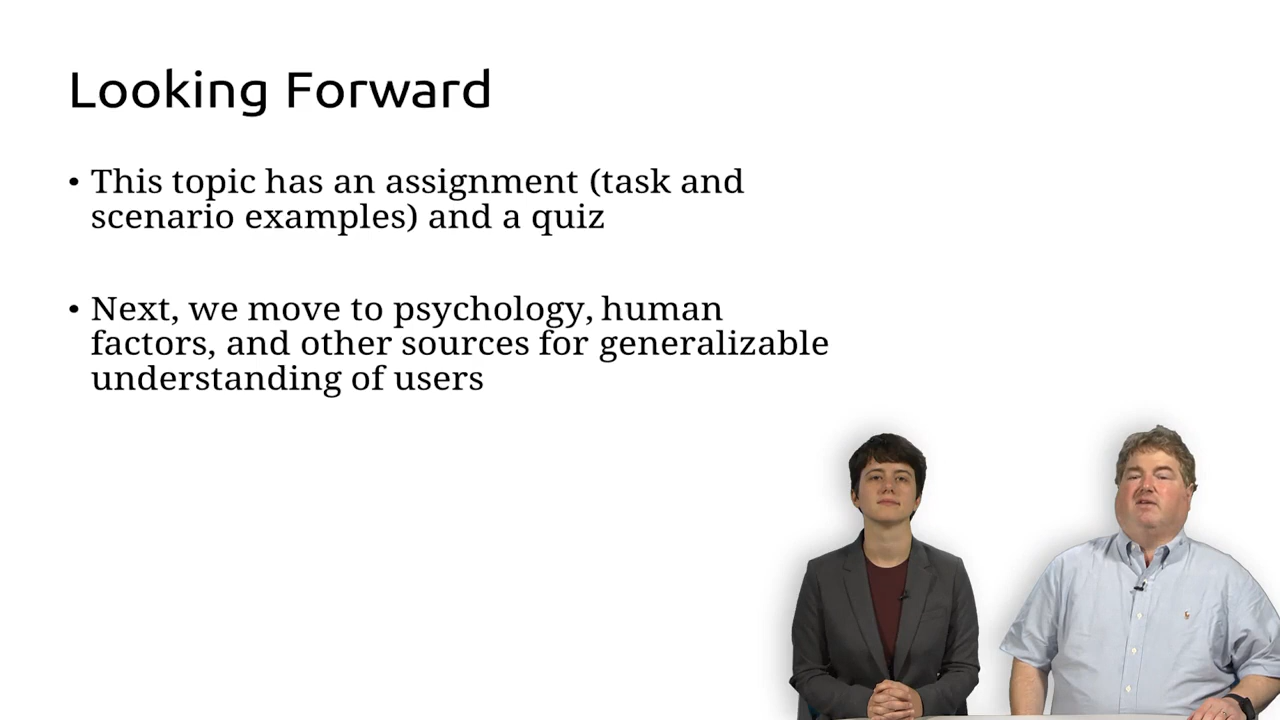 Looking Forward
• This topic has an assignment (task and
scenario examples) and a quiz
• Next, we move to psychology, human
factors, and other sources for generalizable
understanding of users